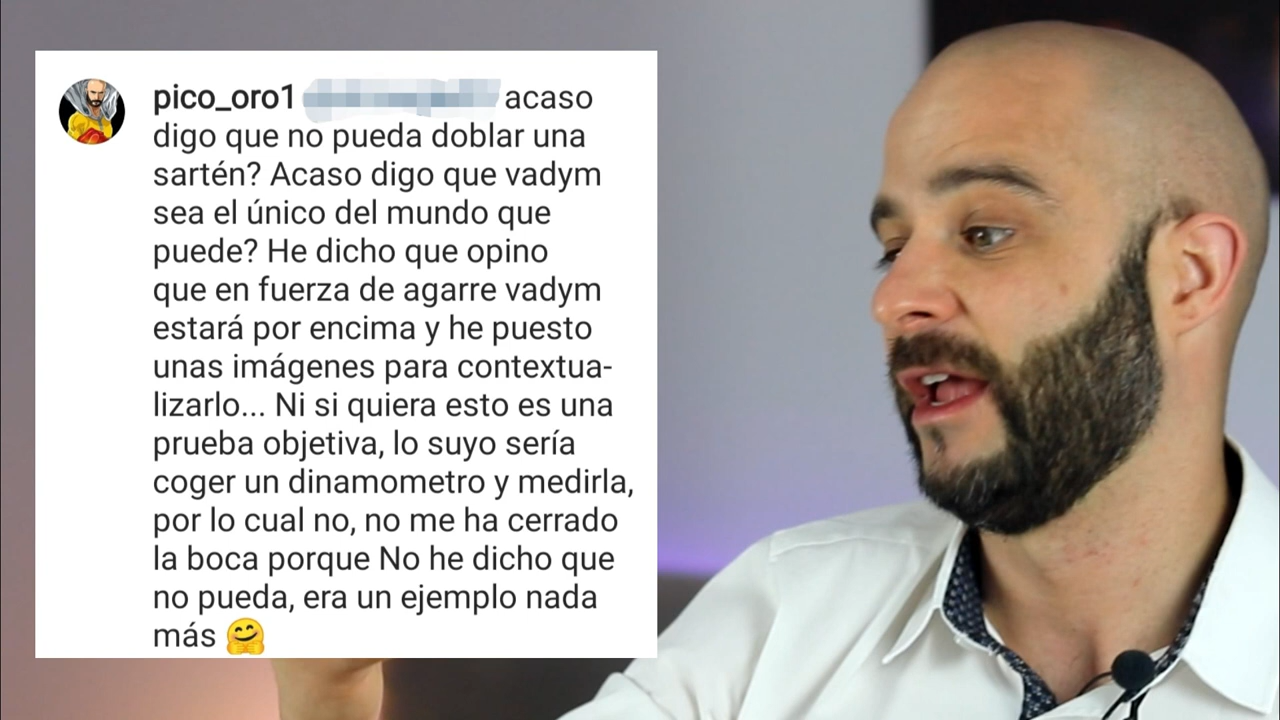 pico_oro1 acaso
digo que no pueda doblar una
sartén? Acaso digo que vadym
sea el único del mundo que
puede? He dicho que opino
que en fuerza de agarre vadym
estará por encima y he puesto
unas imágenes para contextua-
lizarlo... Ni si quiera esto es una
prueba objetiva, lo suyo sería
coger un dinamometro y medirla,
por lo cual no, no me ha cerrado
la boca porque No he dicho que
no pueda, era un ejemplo nada
más 🤗